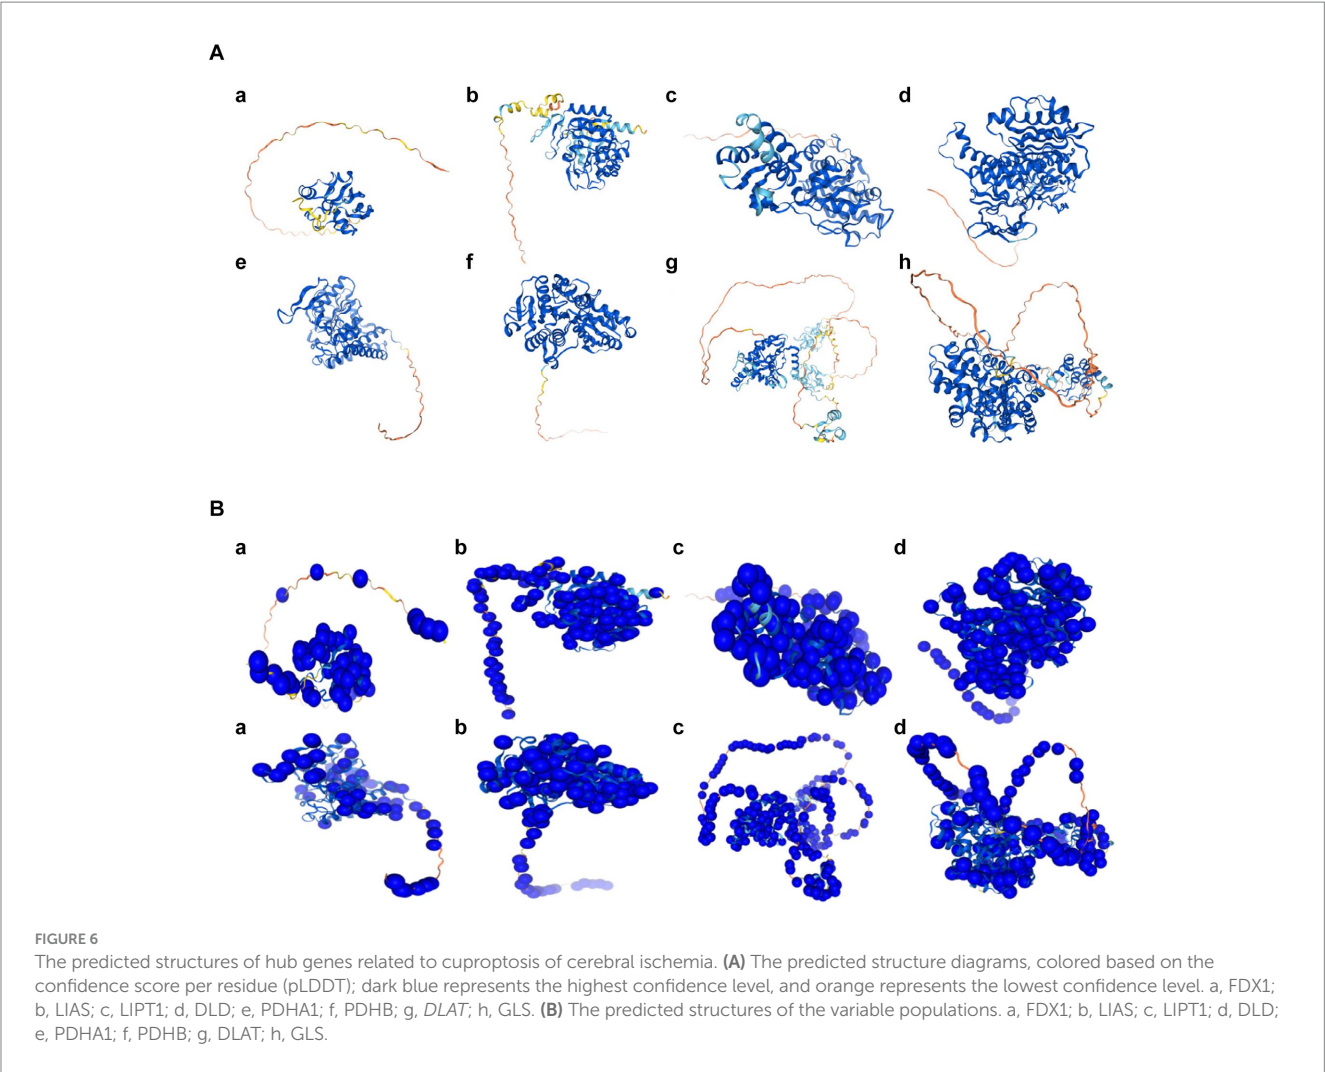 A
a
b
c
d
e
f
g
h
B
a
b
c
d
a
b
c
d
FIGURE 6
The predicted structures of hub genes related to cuproptosis of cerebral ischemia. (A) The predicted structure diagrams, colored based on the
confidence score per residue (pLDDT); dark blue represents the highest confidence level, and orange represents the lowest confidence level. a, FDX1;
b, LIAS; c, LIPT1; d, DLD; e, PDHA1; f, PDHB; g, DLAT; h, GLS. (B) The predicted structures of the variable populations. a, FDX1; b, LIAS; c, LIPT1; d, DLD;
e, PDHA1; f, PDHB; g, DLAT; h, GLS.